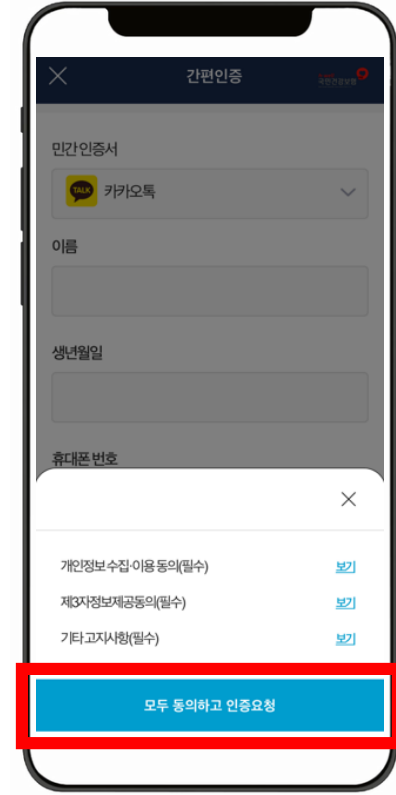 간편인증
민간인증서
TALK
카카오톡
이름
생년월일
휴대폰 번호
개인정보 수집·이용 동의(필수)
보기
제3자정보제공동의(필수)
보기
기타 고지사항(필수)
보기
모두 동의하고 인증요청